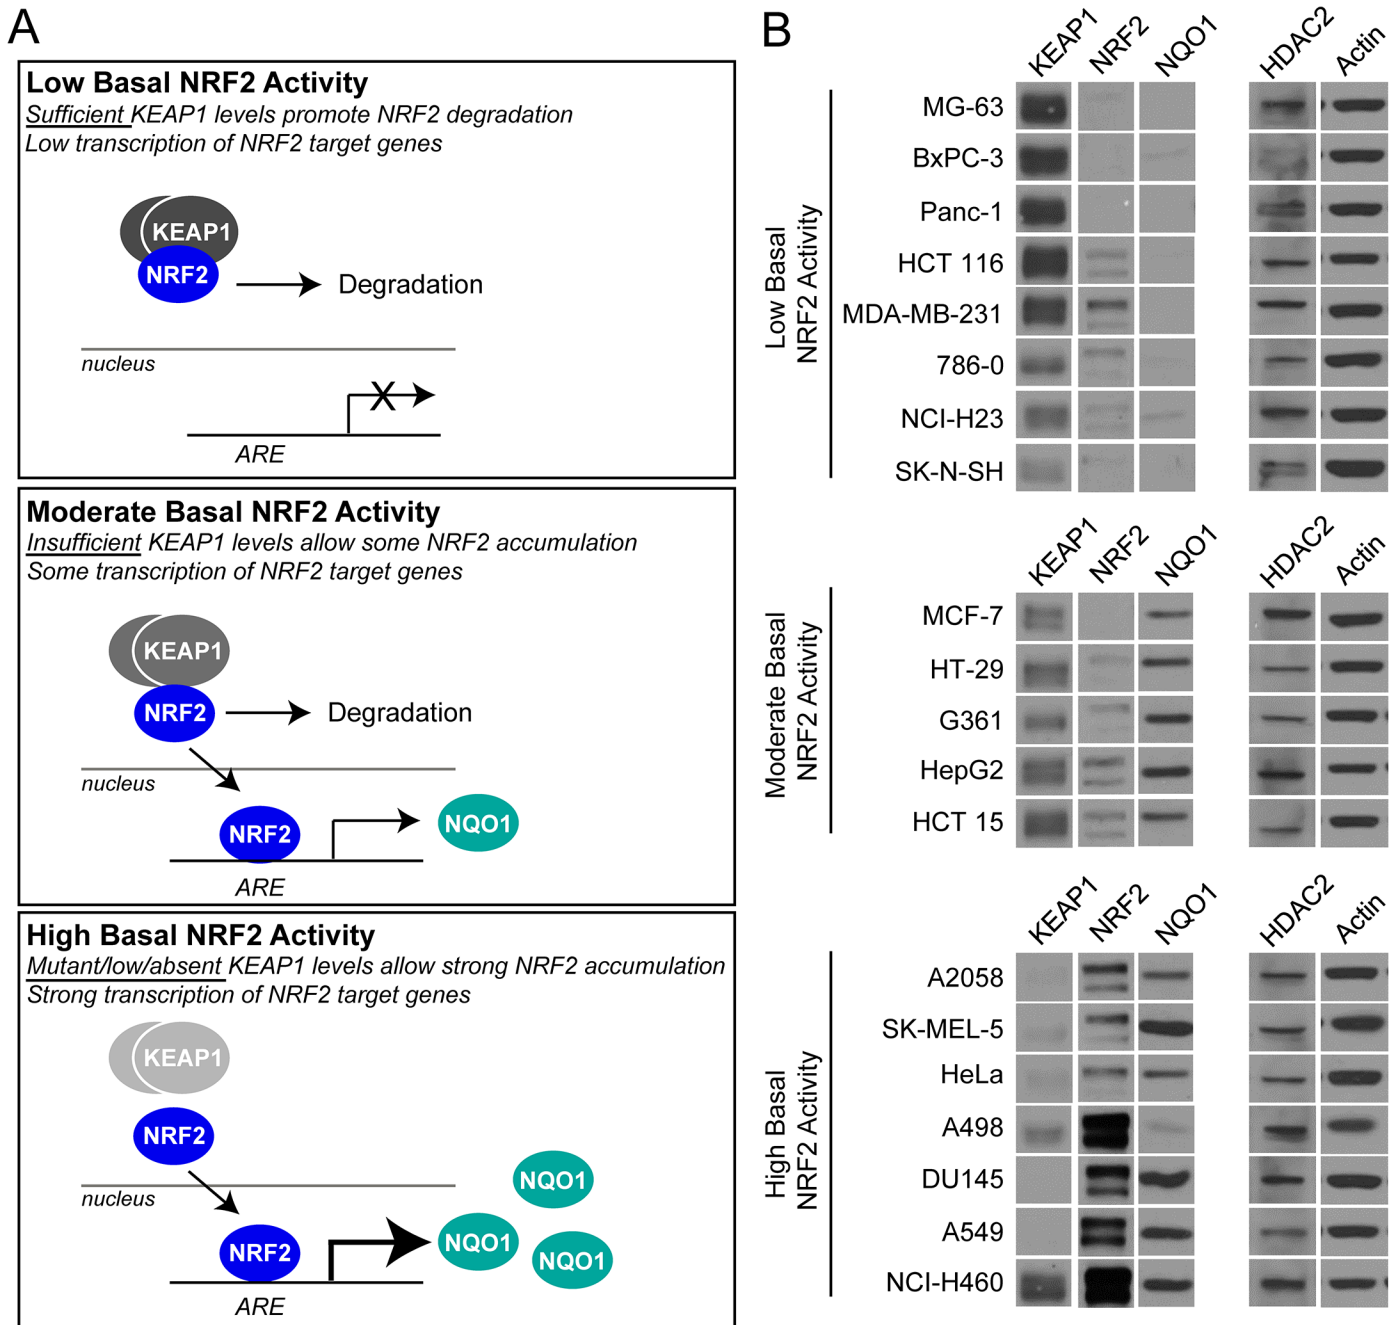 A
Low Basal NRF2 Activity
Sufficient KEAP1 levels promote NRF2 degradation
Low transcription of NRF2 target genes
KEAP1
NRF2
Degradation
nucleus
X
ARE
Moderate Basal NRF2 Activity
Insufficient KEAP1 levels allow some NRF2 accumulation
Some transcription of NRF2 target genes
KEAP1
NRF2
Degradation
nucleus
NRF2
NQO1
ARE
High Basal NRF2 Activity
Mutant/low/absent KEAP1 levels allow strong NRF2 accumulation
Strong transcription of NRF2 target genes
KEAP1
NRF2
nucleus
NQO1
NRF2
NQO1
NQO1
ARE
B
KEAP1
NRF2
NQO1
HDAC2
Actin
Low Basal
NRF2 Activity
MG-63
BxPC-3
Panc-1
HCT 116
MDA-MB-231
786-0
NCI-H23
SK-N-SH
KEAP1
NRF2
NQO1
HDAC2
Actin
Moderate Basal
NRF2 Activity
MCF-7
HT-29
G361
HepG2
HCT 15
KEAP1
NRF2
NQO1
HDAC2
Actin
High Basal
NRF2 Activity
A2058
SK-MEL-5
HeLa
A498
DU145
A549
NCI-H460